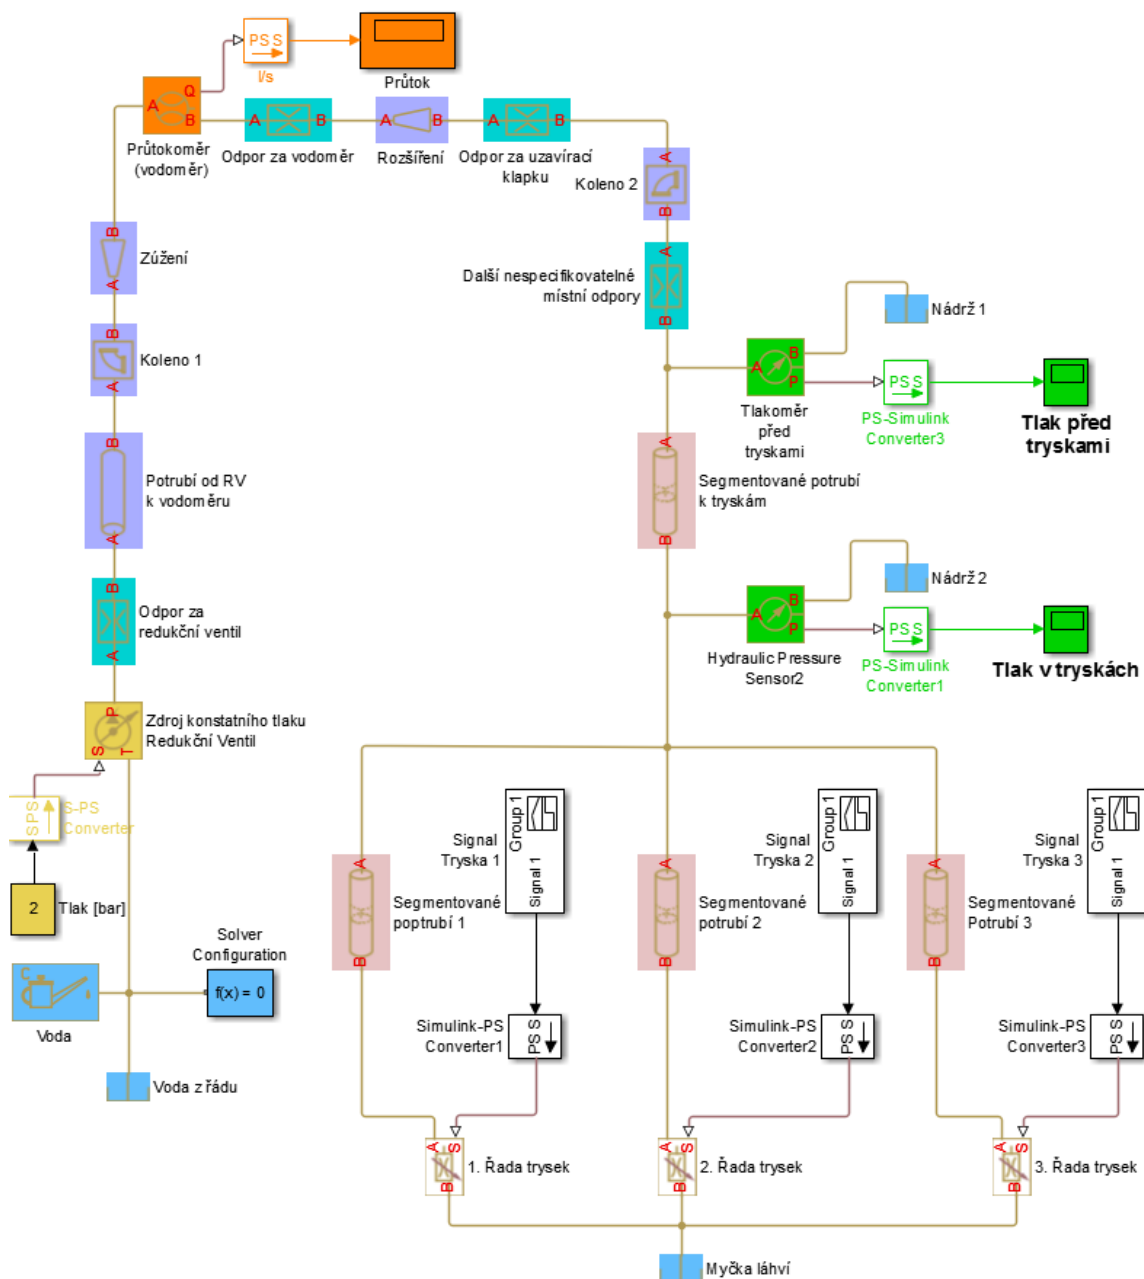 PS S
I/s
Průtok
A
Q
B
Průtokoměr
(vodoměr)
A
B
Odpor za vodoměr
A
B
Rozšíření
A
B
Odpor za uzavírací
klapku
A
Koleno 2
B
B
Zúžení
A
A
Další nespecifikovatelné
místní odpory
B
B
Koleno 1
A
Nádrž 1
A
B
P
Tlakoměr
před
tryskami
PS S
PS-Simulink
Converter3
Tlak před
tryskami
B
Potrubí od RV
k vodoměru
A
A
Segmentované potrubí
k tryskám
B
B
Odpor za
redukční ventil
A
Nádrž 2
A
B
P
Hydraulic Pressure
Sensor2
PS S
PS-Simulink
Converter1
Tlak v tryskách
P
S
T
Zdroj konstatního tlaku
Redukční Ventil
S PS
S-PS
Converter
2
Tlak [bar]
Signal
Tryska 1
Group 1
Signal 1
Signal
Tryska 2
Group 1
Signal 1
Signal
Tryska 3
Group 1
Signal 1
A
Segmentované
poptrubí 1
B
A
Segmentované
potrubí 2
B
A
Segmentované
Potrubí 3
B
Solver
Configuration
f(x) = 0
C
Voda
Voda z řádu
Simulink-PS
Converter1
PS S
Simulink-PS
Converter2
PS S
Simulink-PS
Converter3
PS S
A
S
B
1. Řada trysek
A
S
B
2. Řada trysek
A
S
B
3. Řada trysek
Myčka láhví